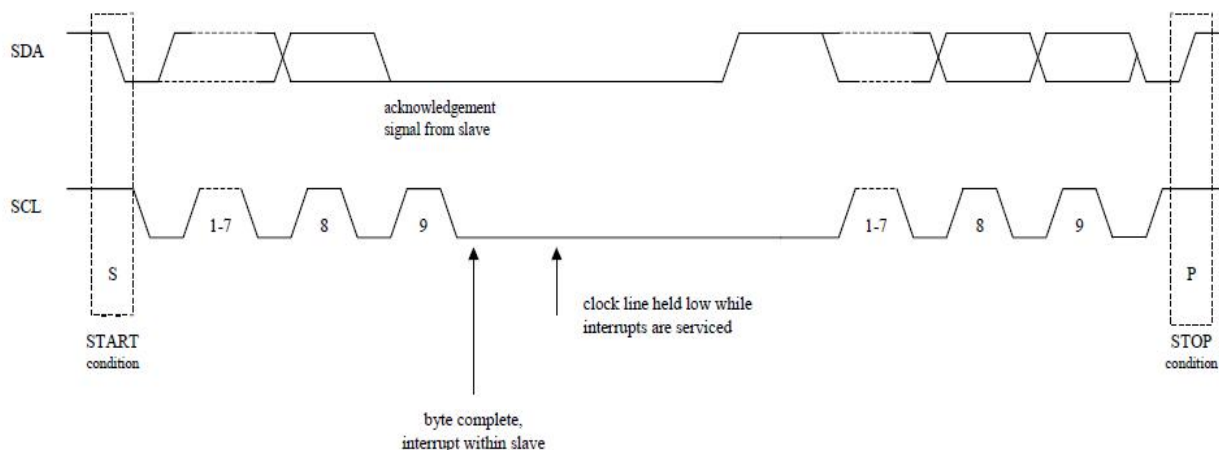 SDA
acknowledgement
signal from slave
SCL
1-7
8
9
1-7
8
9
S
P
clock line held low while
interrupts are serviced
START
condition
STOP
condition
byte complete,
interrupt within slave